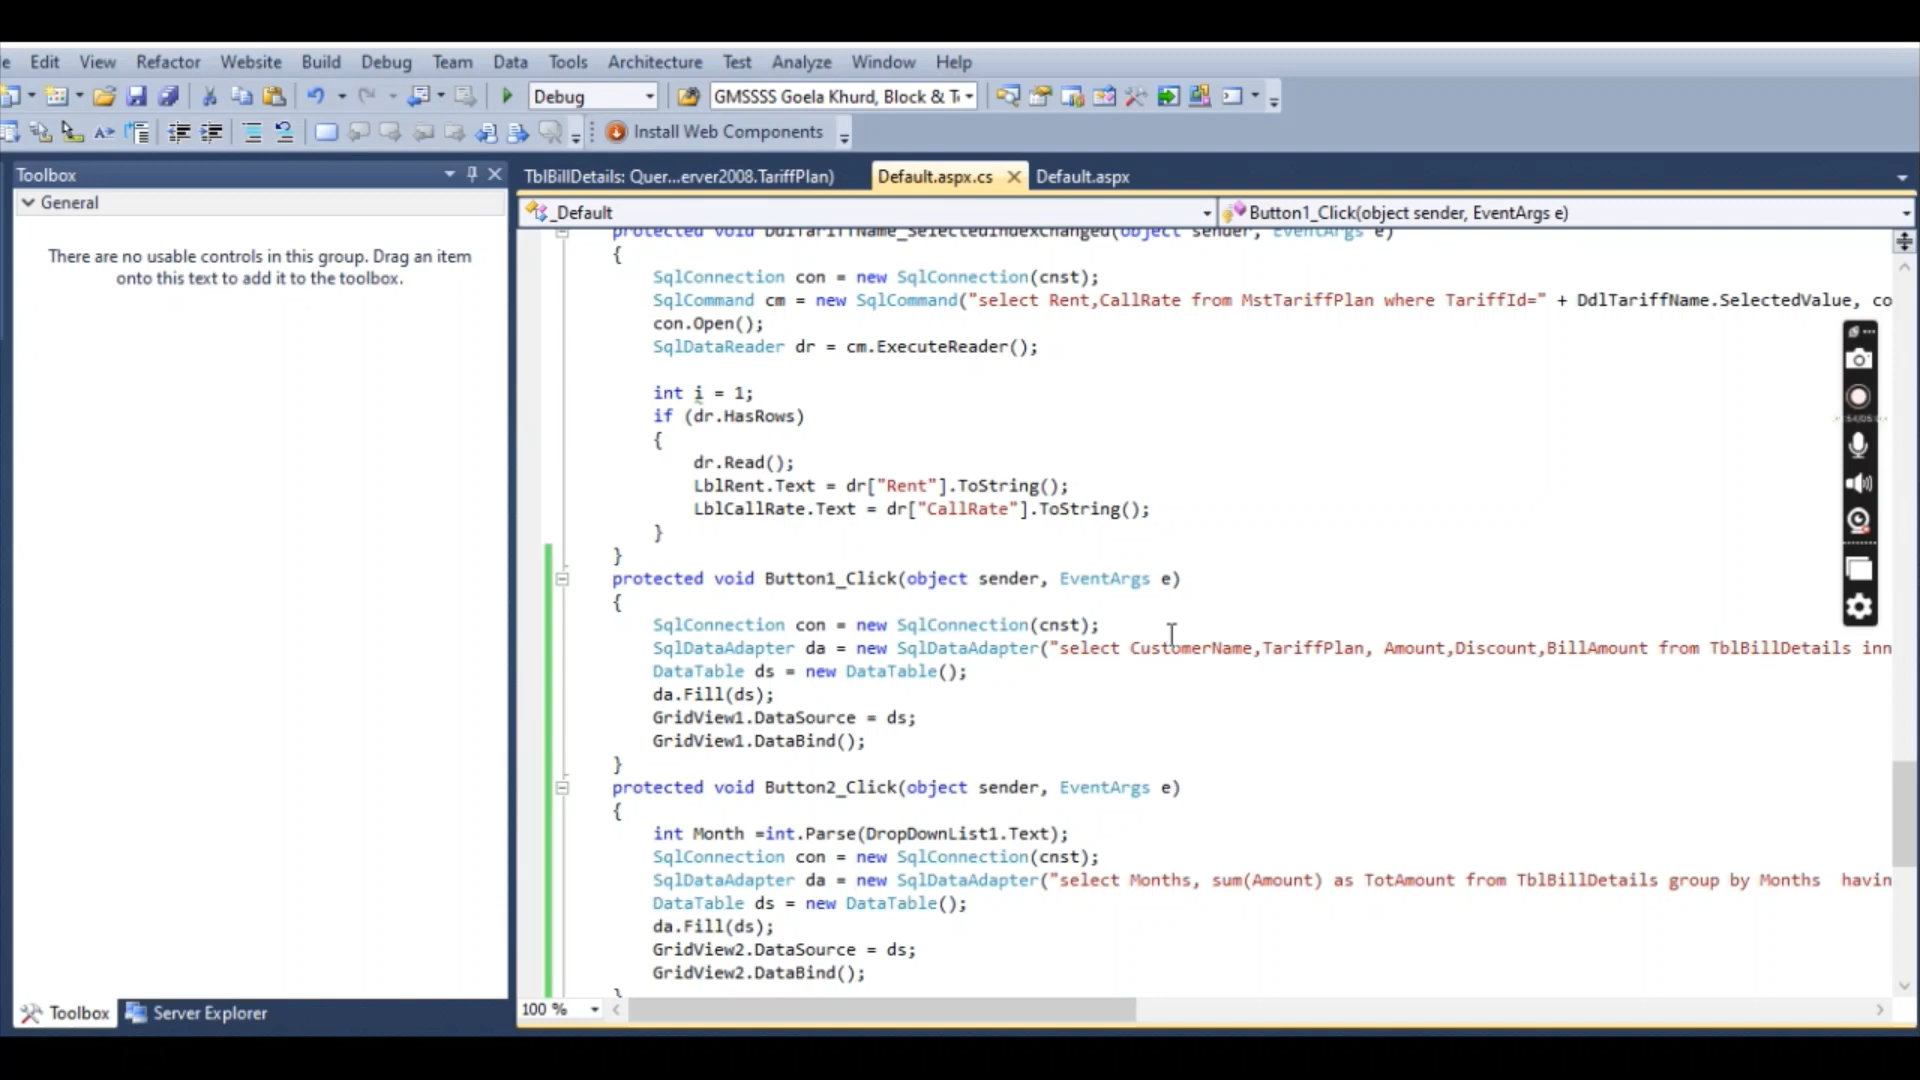 e Edit View Refactor Website Build Debug Team Data Tools Architecture Test Analyze Window Help
Debug GMSSSS Goela Khurd, Block & T
Install Web Components
Toolbox
General
There are no usable controls in this group. Drag an item
onto this text to add it to the toolbox.
Toolbox Server Explorer
TblBillDetails: Quer...erver2008.TariffPlan) Default.aspx.cs Default.aspx
_Default Button1_Click(object sender, EventArgs e)
protected void DdlTariffName_SelectedIndexChanged(object sender, EventArgs e)
{
SqlConnection con = new SqlConnection(cnst);
SqlCommand cm = new SqlCommand("select Rent,CallRate from MstTariffPlan where TariffId=" + DdlTariffName.SelectedValue, co
con.Open();
SqlDataReader dr = cm.ExecuteReader();
int i = 1;
if (dr.HasRows)
{
dr.Read();
LblRent.Text = dr["Rent"].ToString();
LblCallRate.Text = dr["CallRate"].ToString();
}
}
protected void Button1_Click(object sender, EventArgs e)
{
SqlConnection con = new SqlConnection(cnst);
SqlDataAdapter da = new SqlDataAdapter("select CustomerName,TariffPlan, Amount,Discount,BillAmount from TblBillDetails inn
DataTable ds = new DataTable();
da.Fill(ds);
GridView1.DataSource = ds;
GridView1.DataBind();
}
protected void Button2_Click(object sender, EventArgs e)
{
int Month =int.Parse(DropDownList1.Text);
SqlConnection con = new SqlConnection(cnst);
SqlDataAdapter da = new SqlDataAdapter("select Months, sum(Amount) as TotAmount from TblBillDetails group by Months  havin
DataTable ds = new DataTable();
da.Fill(ds);
GridView2.DataSource = ds;
GridView2.DataBind();
}
100 %